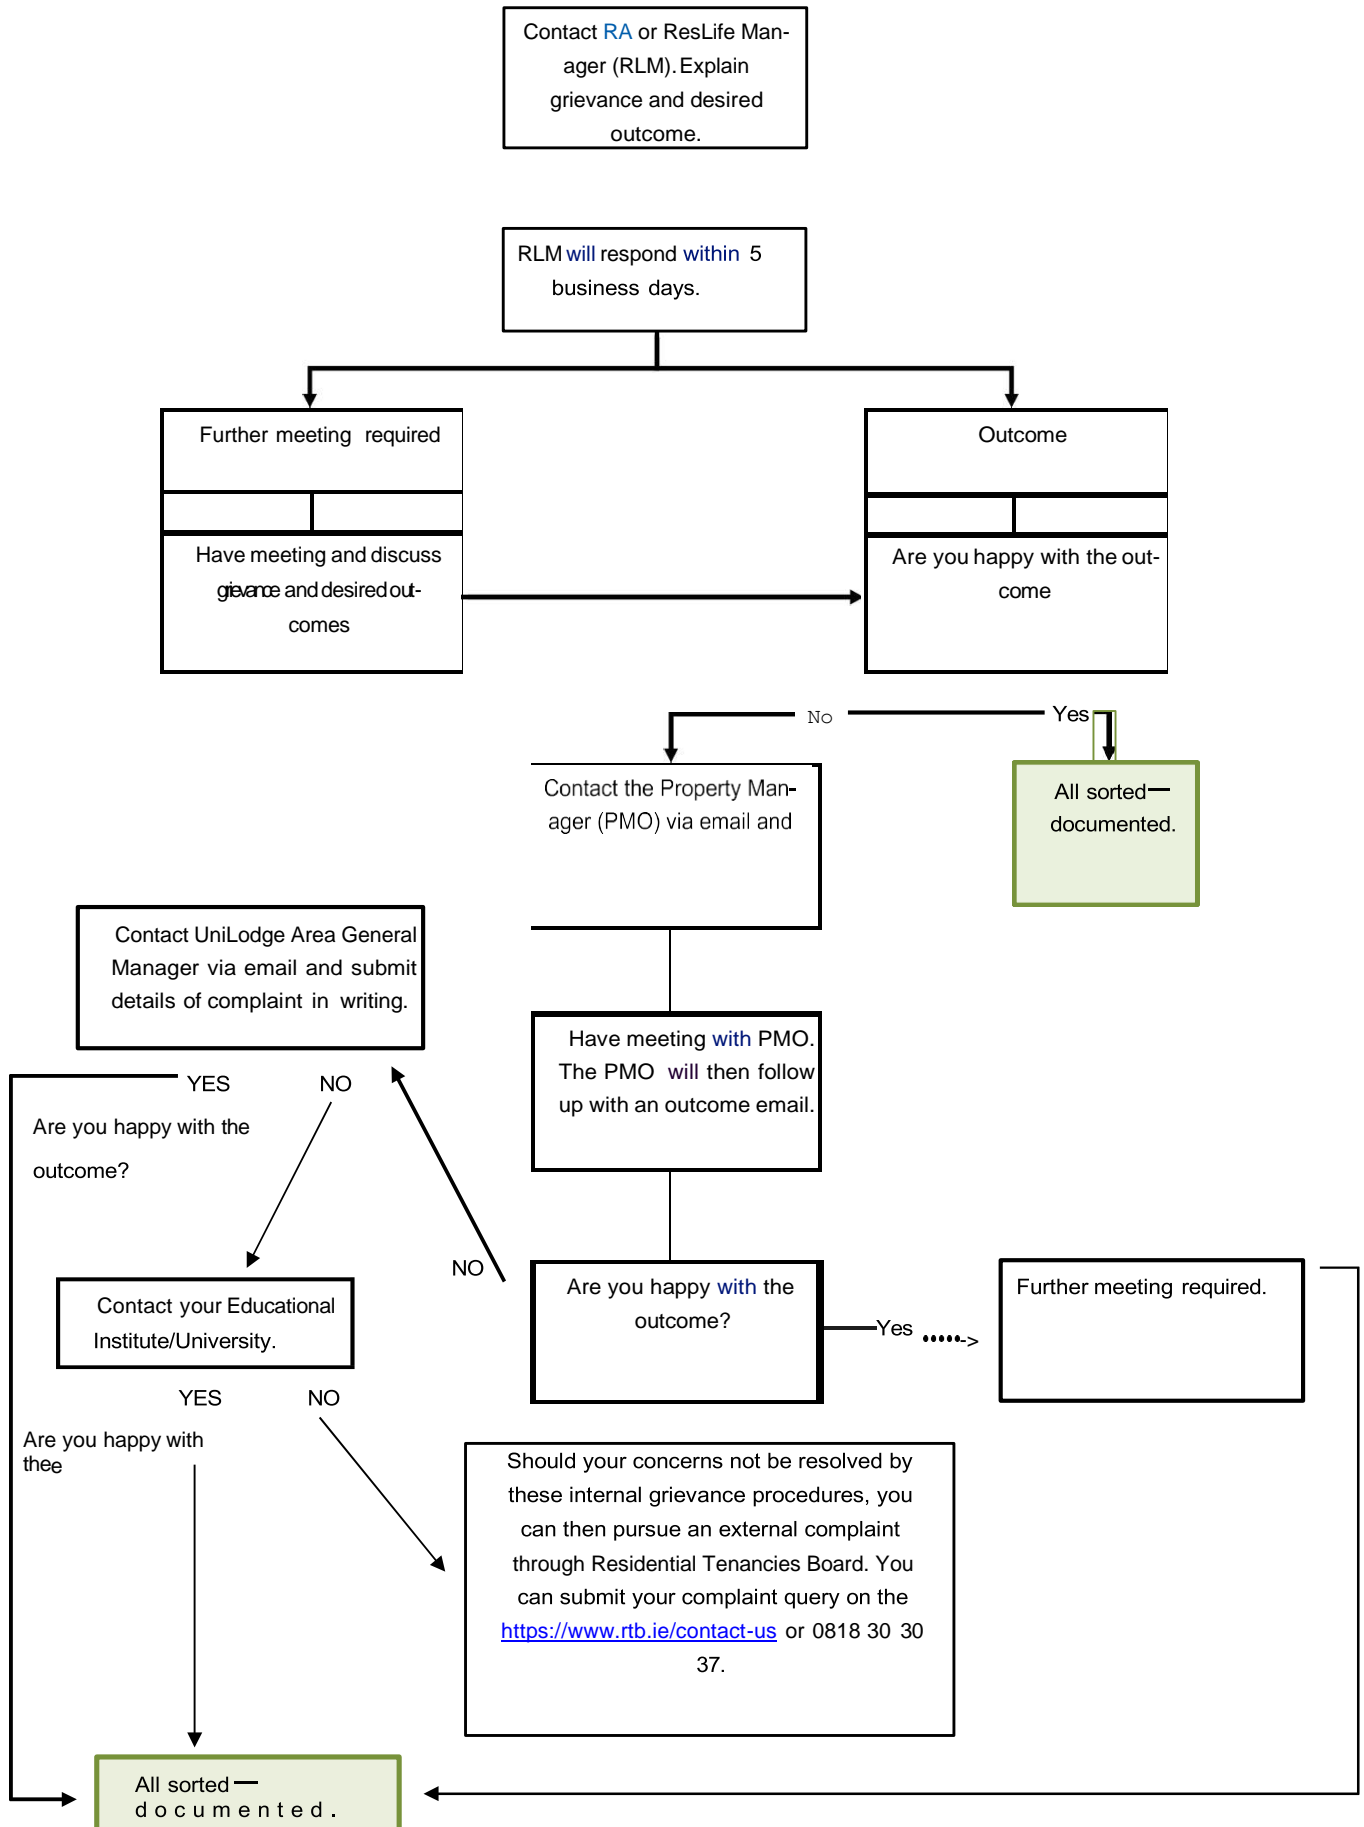 Contact RA or ResLife Man-
ager (RLM). Explain
grievance and desired
outcome.
RLM will respond within 5
business days.
Further meeting required
Outcome
Have meeting and discuss
grievance and desired out-
comes
Are you happy with the out-
come
No
Yes
Contact the Property Man-
ager (PMO) via email and
All sorted—
documented.
Contact UniLodge Area General
Manager via email and submit
details of complaint in writing.
Have meeting with PMO.
The PMO will then follow
up with an outcome email.
YES
NO
Are you happy with the
outcome?
NO
Are you happy with the
outcome?
Yes
Further meeting required.
Contact your Educational
Institute/University.
YES
NO
Are you happy with
thee
Should your concerns not be resolved by
these internal grievance procedures, you
can then pursue an external complaint
through Residential Tenancies Board. You
can submit your complaint query on the
https://www.rtb.ie/contact-us or 0818 30 30
37.
All sorted—
documented.